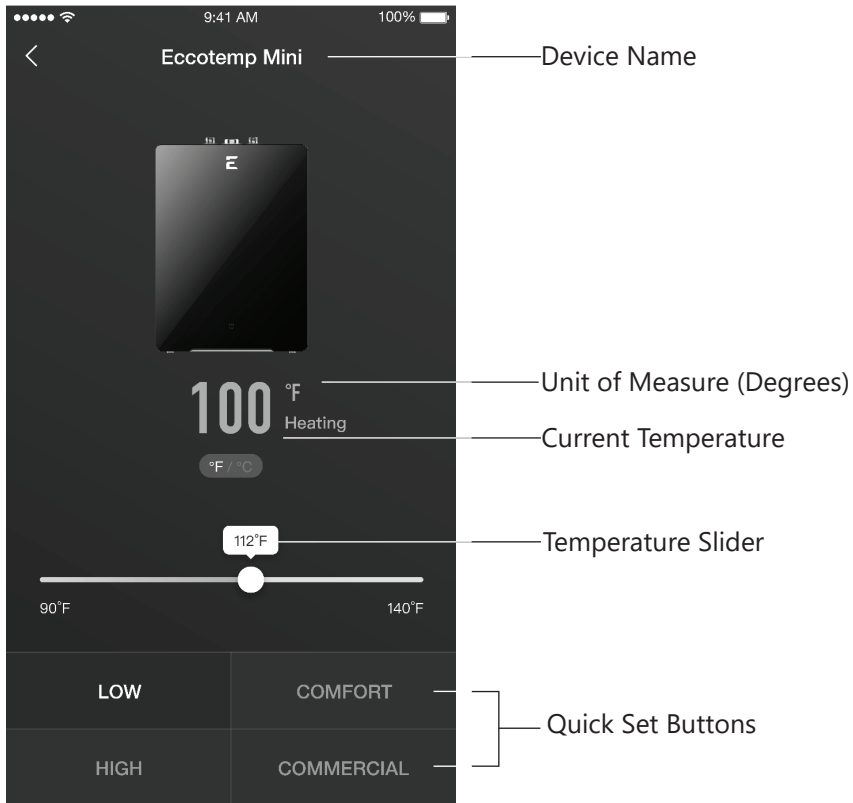 9:41 AM 100%
Eccotemp Mini
Device Name
E
100 °F
Unit of Measure (Degrees)
Heating
Current Temperature
°F / °C
112°F
Temperature Slider
90°F 140°F
LOW COMFORT
Quick Set Buttons
HIGH COMMERCIAL